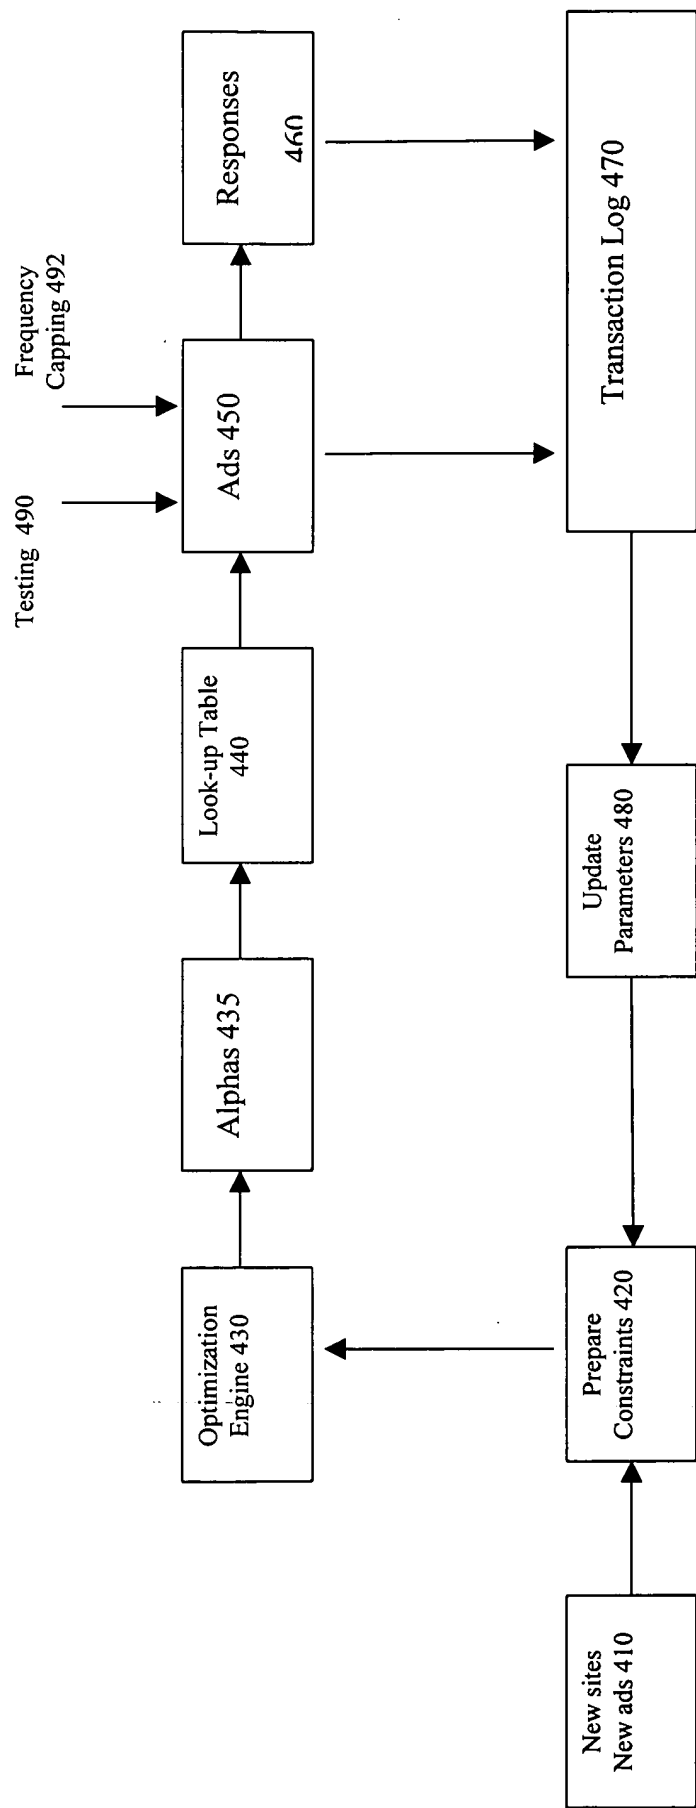 Testing 490
Frequency
Capping 492
Optimization
Engine 430
Alphas 435
Look-up Table
440
Ads 450
Responses
460
New sites
New ads 410
Prepare
Constraints 420
Update
Parameters 480
Transaction Log 470